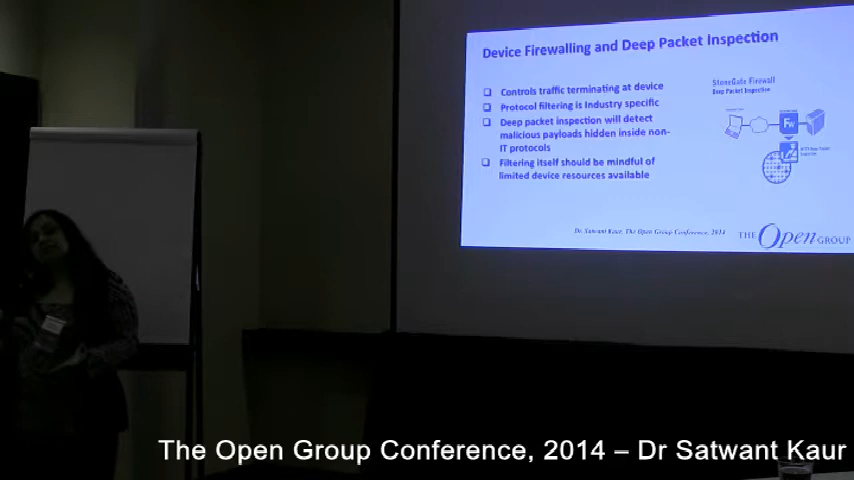 Device Firewalling and Deep Packet Inspection
Controls traffic terminating at device
Protocol filtering is Industry specific
Deep packet inspection will detect
malicious payloads hidden inside non-
IT protocols
Filtering itself should be mindful of
limited device resources available
StoneGate Firewall
Deep Packet Inspection
FW
Dr. Satwant Kaur, The Open Group Conference, 2014
THE Open GROUP
The Open Group Conference, 2014 – Dr Satwant Kaur